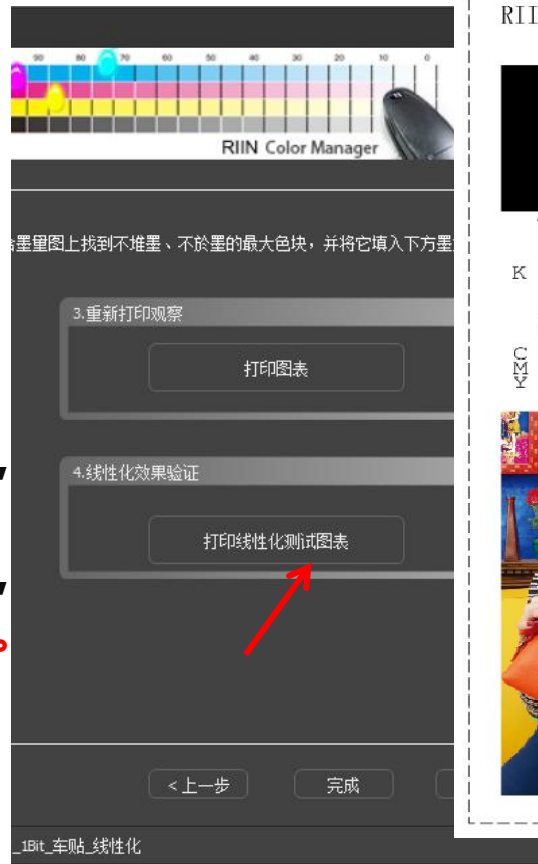 RII
90 80 70 60 50 40 30 20 10 0
RIIN Color Manager
墨量图上找到不堆墨、不於墨的最大色块，并将它填入下方墨
K
3.重新打印观察
打印图表
CMY
4.线性化效果验证
打印线性化测试图表
<上一步
完成
_1Bit_车贴_线性化